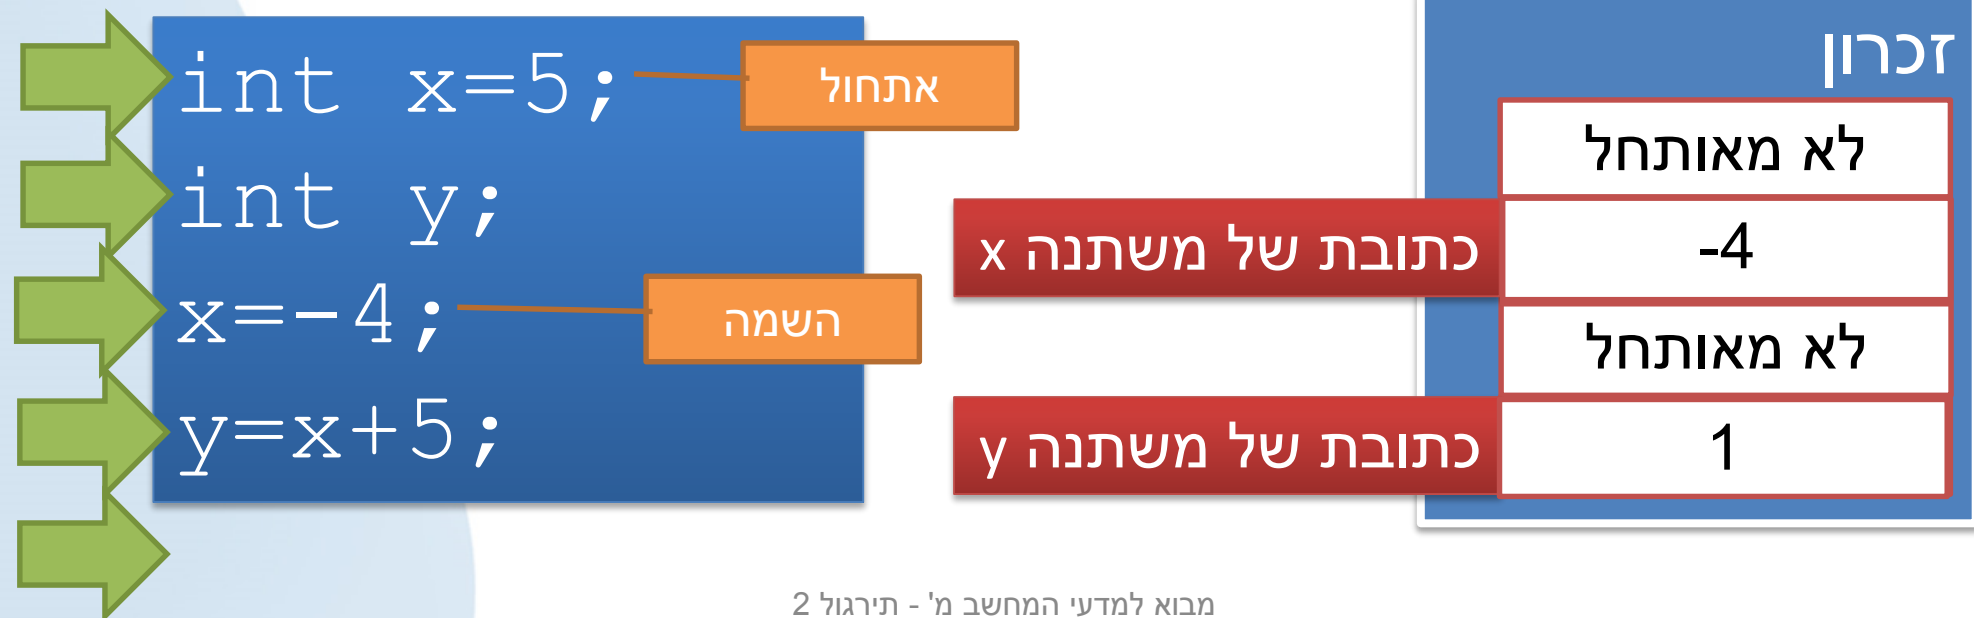 int x=5;
אתחול
int y;
x=-4;
השמה
y=x+5;
זכרון
לא מאותחל
כתובת של משתנה x
-4
לא מאותחל
כתובת של משתנה y
1
מבוא למדעי המחשב מ' - תירגול 2